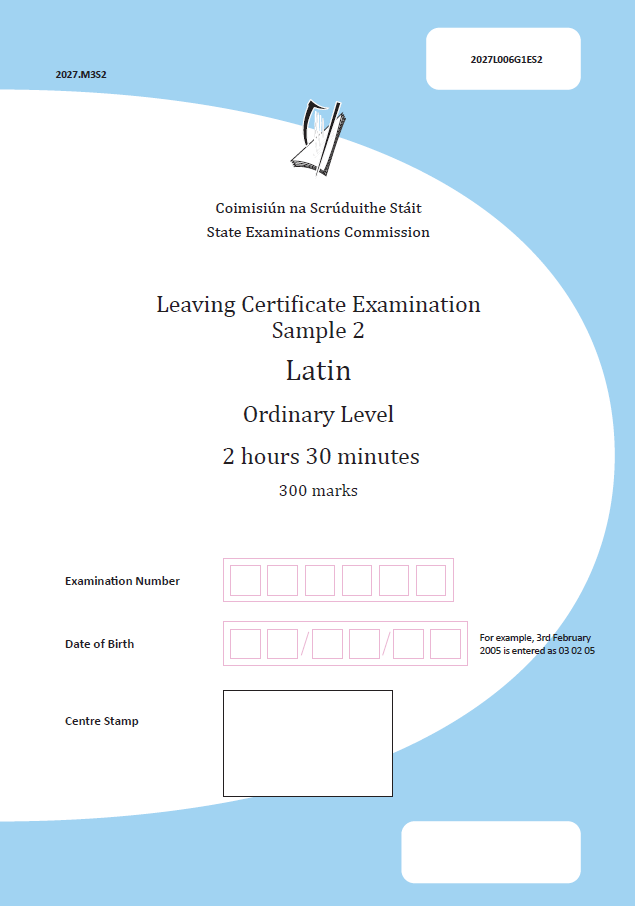 2027.M3S2
2027L006G1ES2
Coimisiún na Scrúduithe Stáit
State Examinations Commission
Leaving Certificate Examination
Sample 2
Latin
Ordinary Level
2 hours 30 minutes
300 marks
Examination Number
Date of Birth
For example, 3rd February
2005 is entered as 03 02 05
Centre Stamp